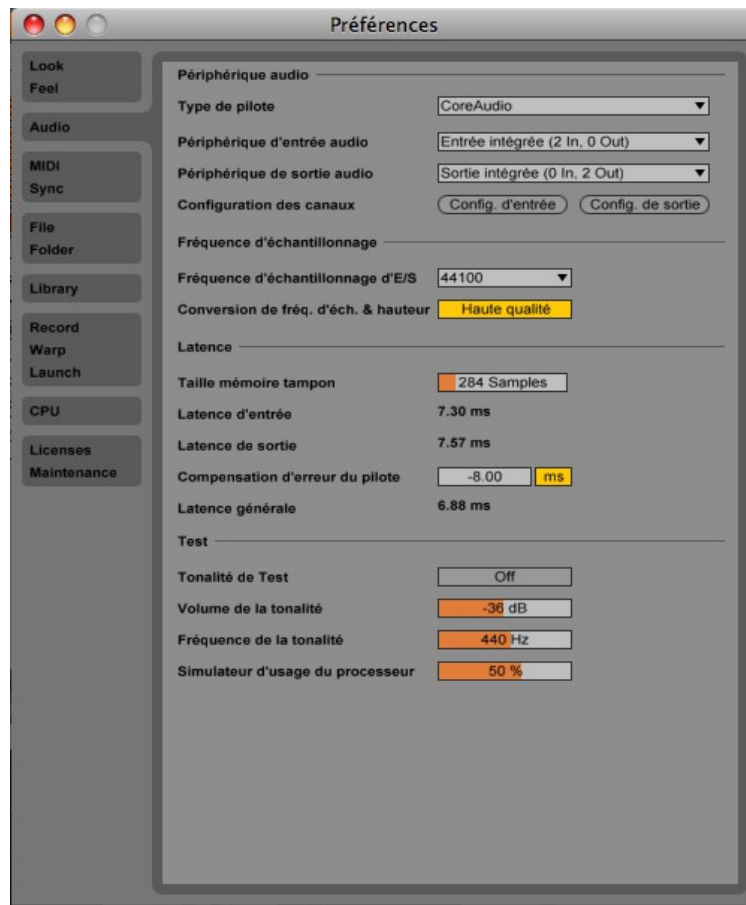 Préférences
Look
Feel
Audio
MIDI
Sync
File
Folder
Library
Record
Warp
Launch
CPU
Licenses
Maintenance
Périphérique audio
Type de pilote CoreAudio
Périphérique d'entrée audio Entrée intégrée (2 In, 0 Out)
Périphérique de sortie audio Sortie intégrée (0 In, 2 Out)
Configuration des canaux Config. d'entrée Config. de sortie
Fréquence d'échantillonnage
Fréquence d'échantillonnage d'E/S 44100
Conversion de fréq. d'éch. & hauteur Haute qualité
Latence
Taille mémoire tampon 284 Samples
Latence d'entrée 7.30 ms
Latence de sortie 7.57 ms
Compensation d'erreur du pilote -8.00 ms
Latence générale 6.88 ms
Test
Tonalité de Test Off
Volume de la tonalité -36 dB
Fréquence de la tonalité 440 Hz
Simulateur d'usage du processeur 50 %